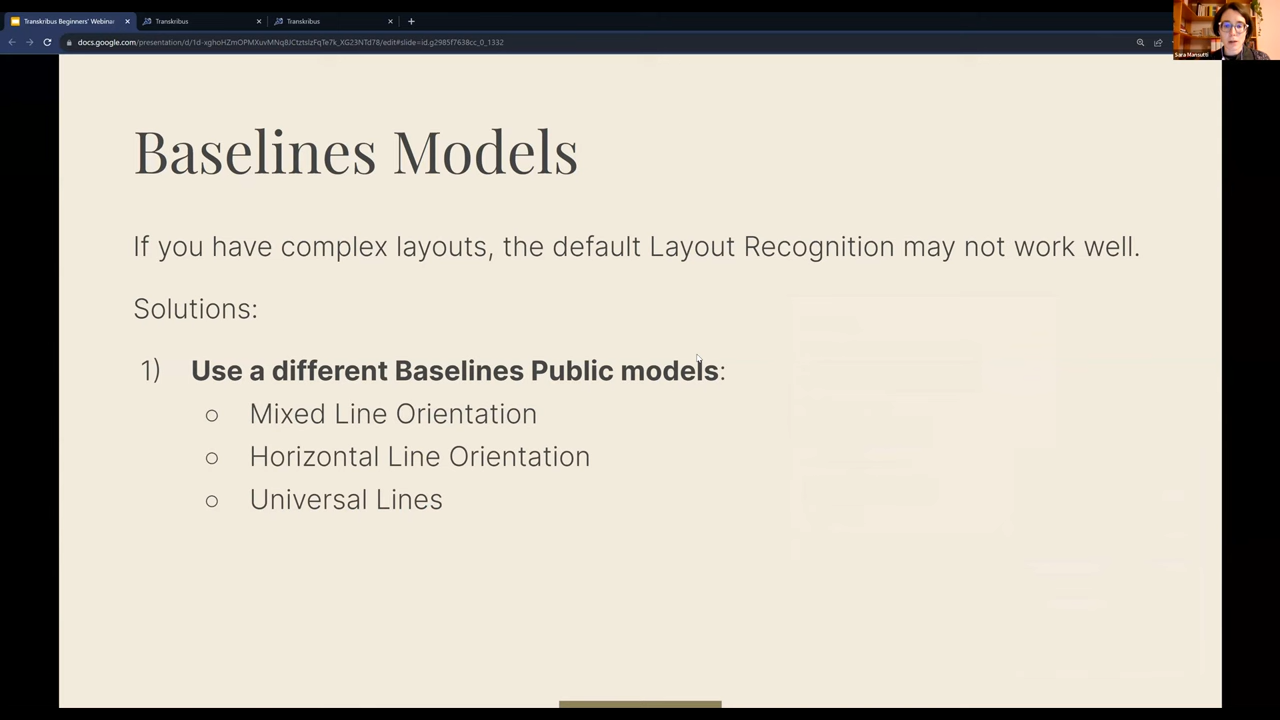 Transkribus Beginners' Webinar
Transkribus
Transkribus
docs.google.com/presentation/d/1d-xghoHZmOPMXuvMNq8JCtztslzFqTe7k_XG23NTd78/edit#slide=id.g2985f7638cc_0_1332
Sara Mansutti
Baselines Models
If you have complex layouts, the default Layout Recognition may not work well.
Solutions:
1) Use a different Baselines Public models:
○ Mixed Line Orientation
○ Horizontal Line Orientation
○ Universal Lines